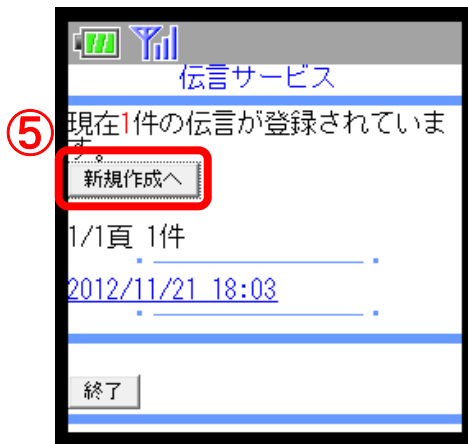 伝言サービス
⑤
現在1件の伝言が登録されていま
す。
新規作成へ
1/1頁 1件
2012/11/21 18:03
終了